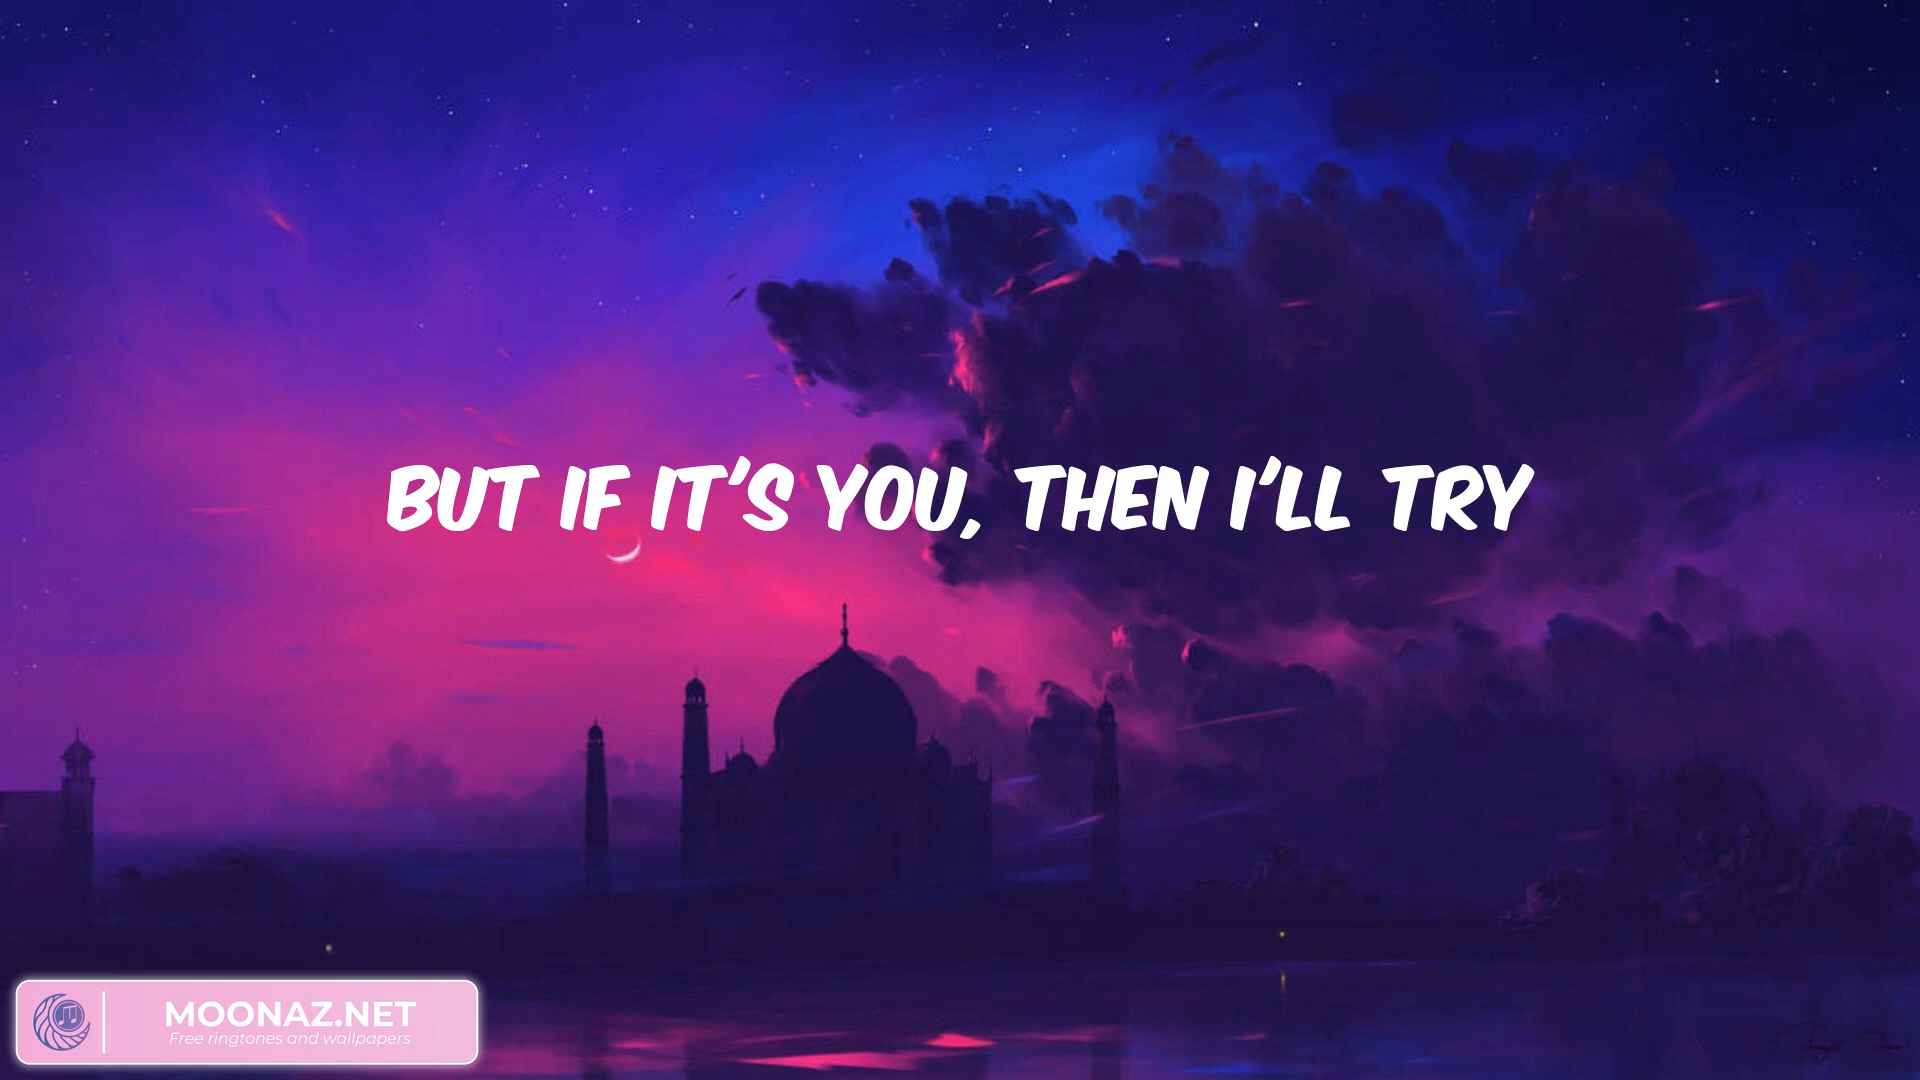 BUT IF IT'S YOU, THEN I'LL TRY
MOONAZ.NET
Free ringtones and wallpapers